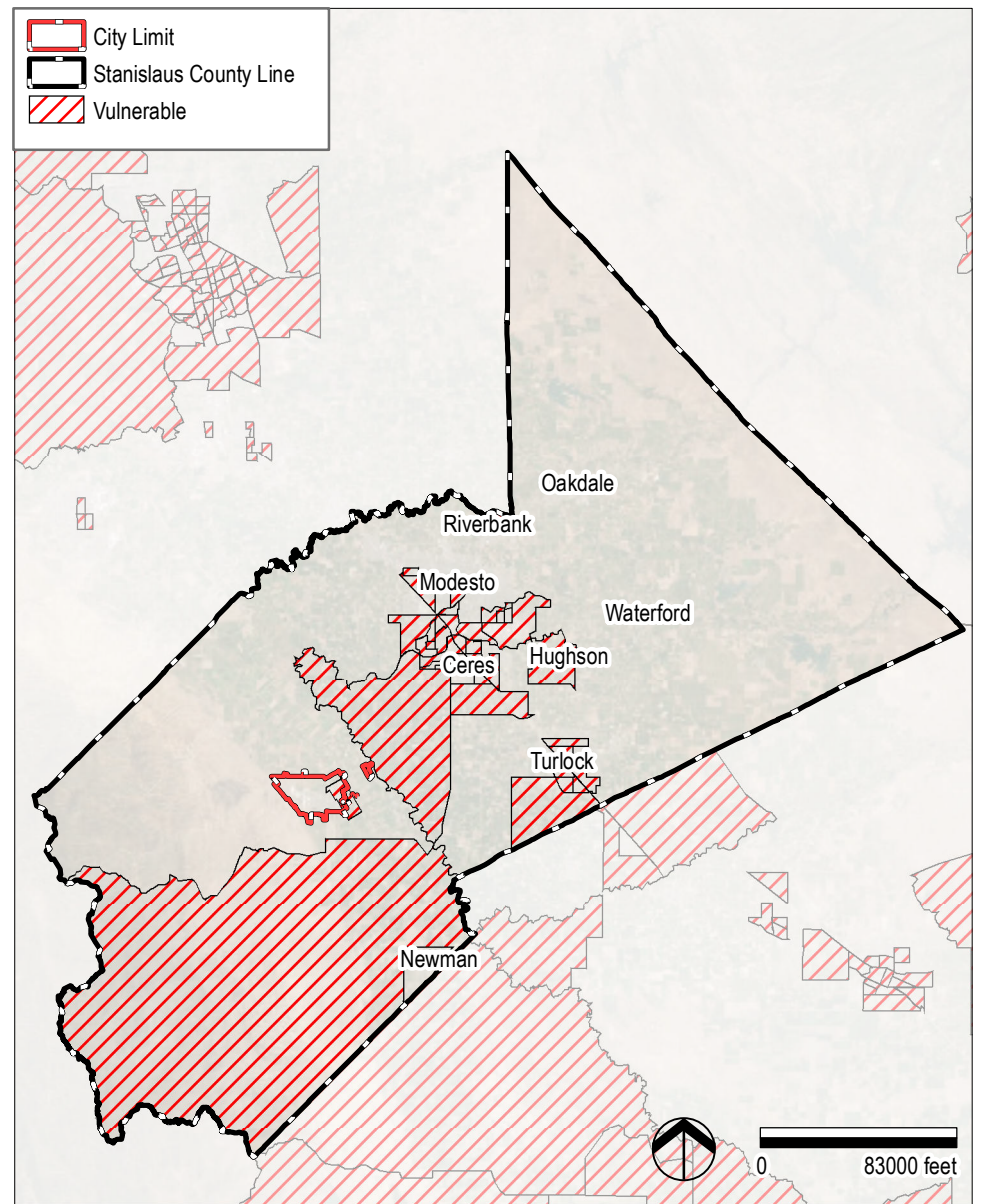 City Limit
Stanislaus County Line
Vulnerable
Oakdale
Riverbank
Modesto
Waterford
Ceres
Hughson
Turlock
Newman
0
83000 feet